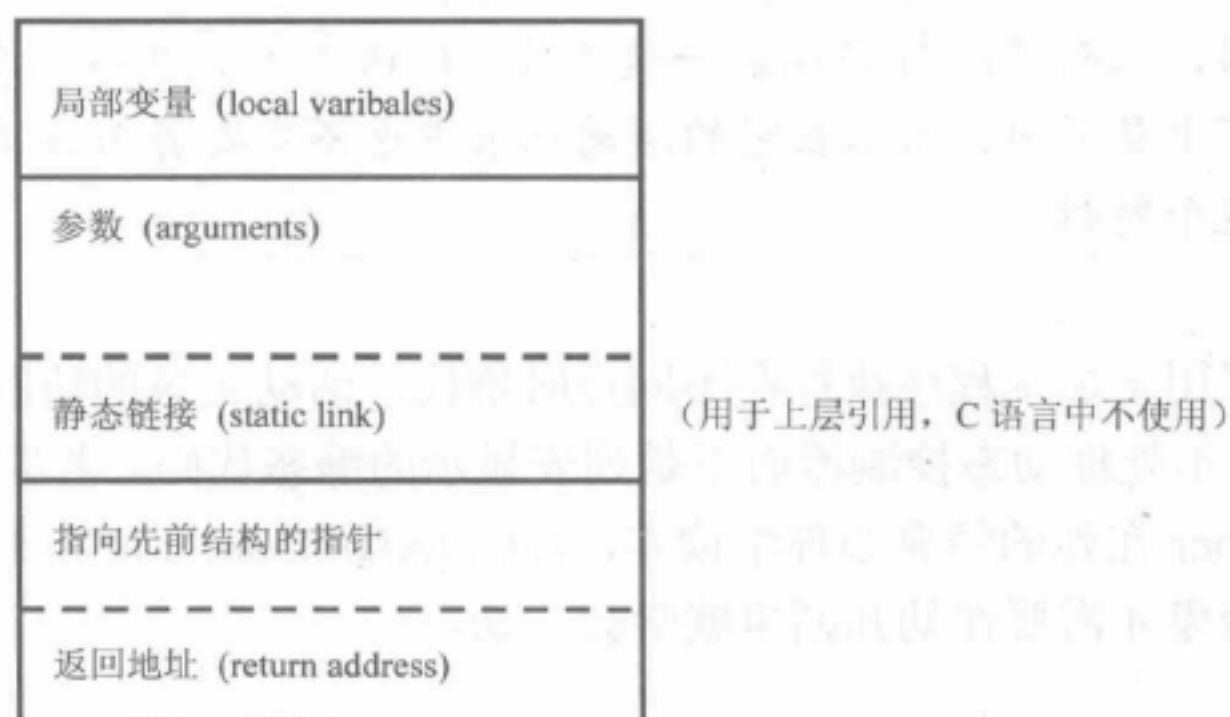 局部变量 (local varibales)
参数 (arguments)
静态链接 (static link)
（用于上层引用，C 语言中不使用）
指向先前结构的指针
返回地址 (return address)